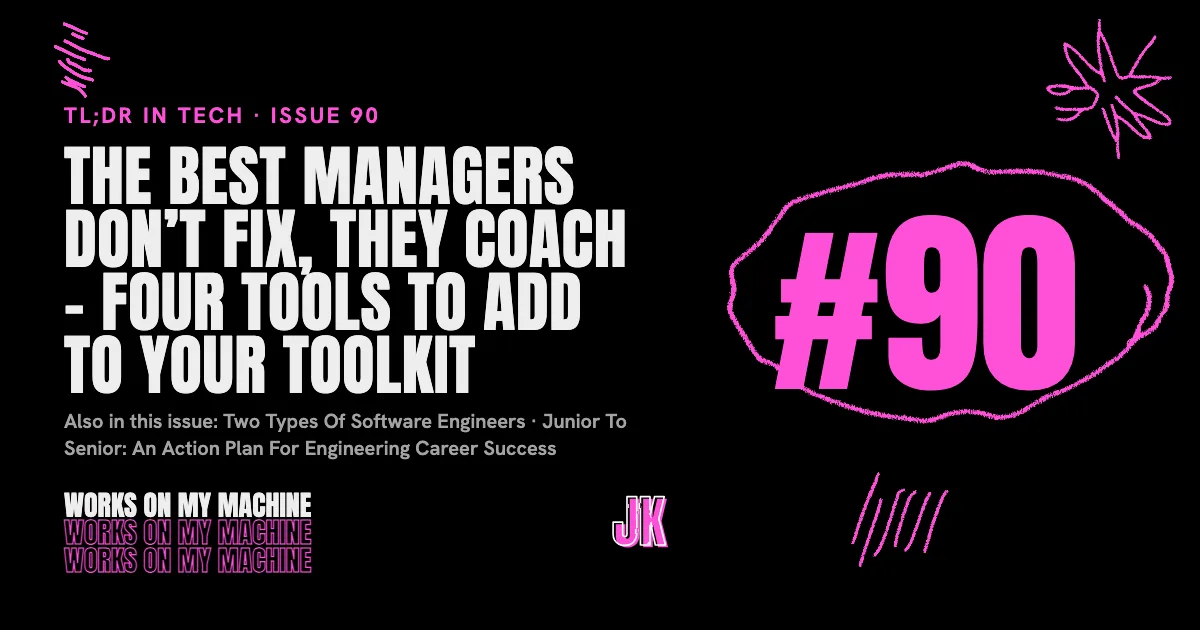 TL;DR IN TECH · ISSUE 90
THE BEST MANAGERS
DON’T FIX, THEY COACH
– FOUR TOOLS TO ADD
TO YOUR TOOLKIT
Also in this issue: Two Types Of Software Engineers · Junior To
Senior: An Action Plan For Engineering Career Success
#90
WORKS ON MY MACHINE
WORKS ON MY MACHINE
WORKS ON MY MACHINE
JK